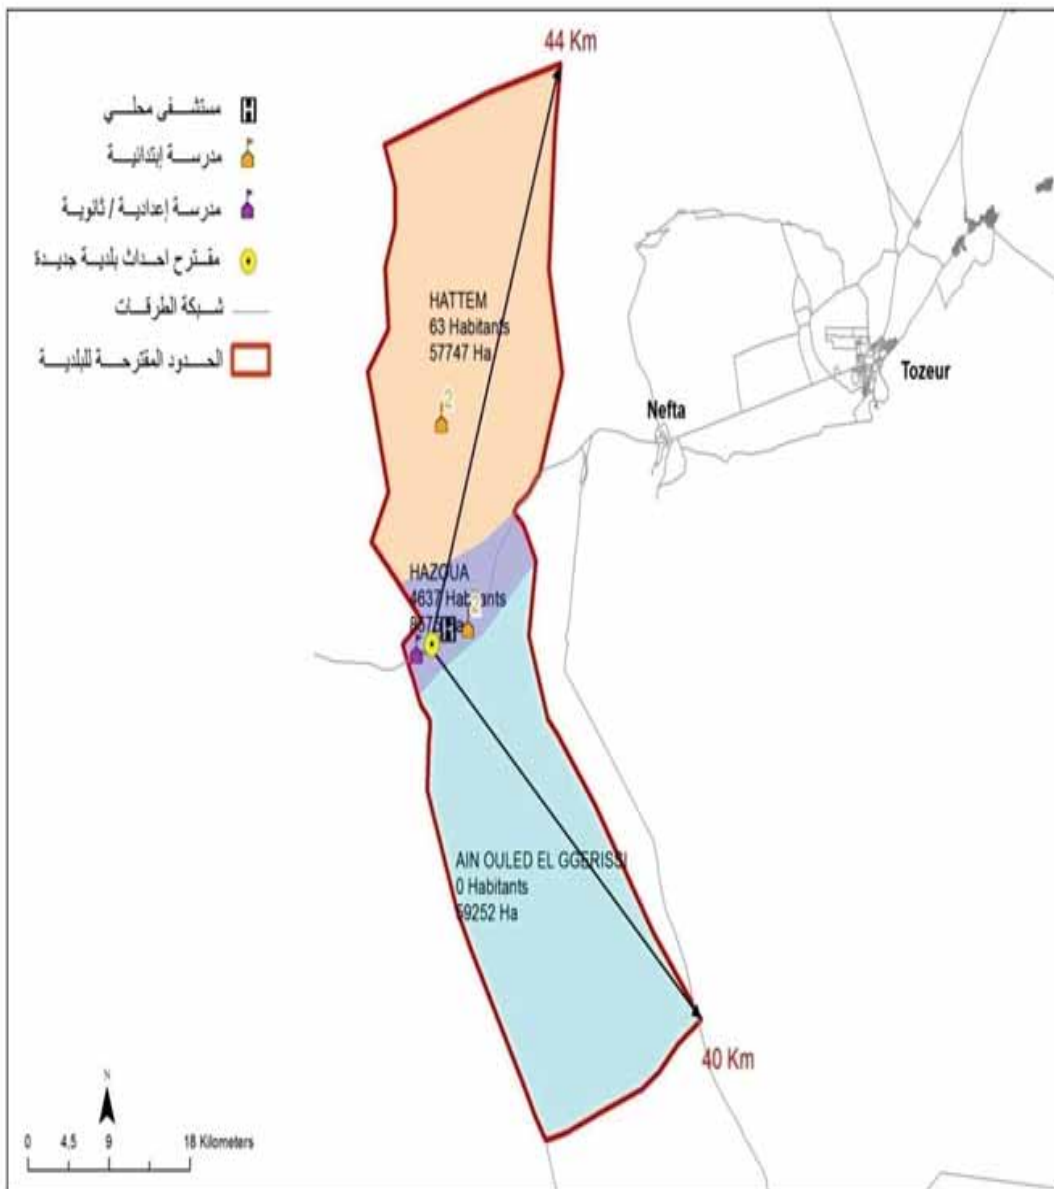 44 Km
مستشفى محلي
مدرسة إبتدائية
مدرسة إعدادية / ثانوية
مقترح احداث بلدية جديدة
شبكة الطرقات
الحدود المقترحة للبلدية
HATTEM
63 Habitants
57747 Ha
2
Tozeur
Nefta
HAZOUA
4637 Habitants
2
H
AIN OULED EL GGERISSI
0 Habitants
59252 Ha
40 Km
N
0 4,5 9 18 Kilometers